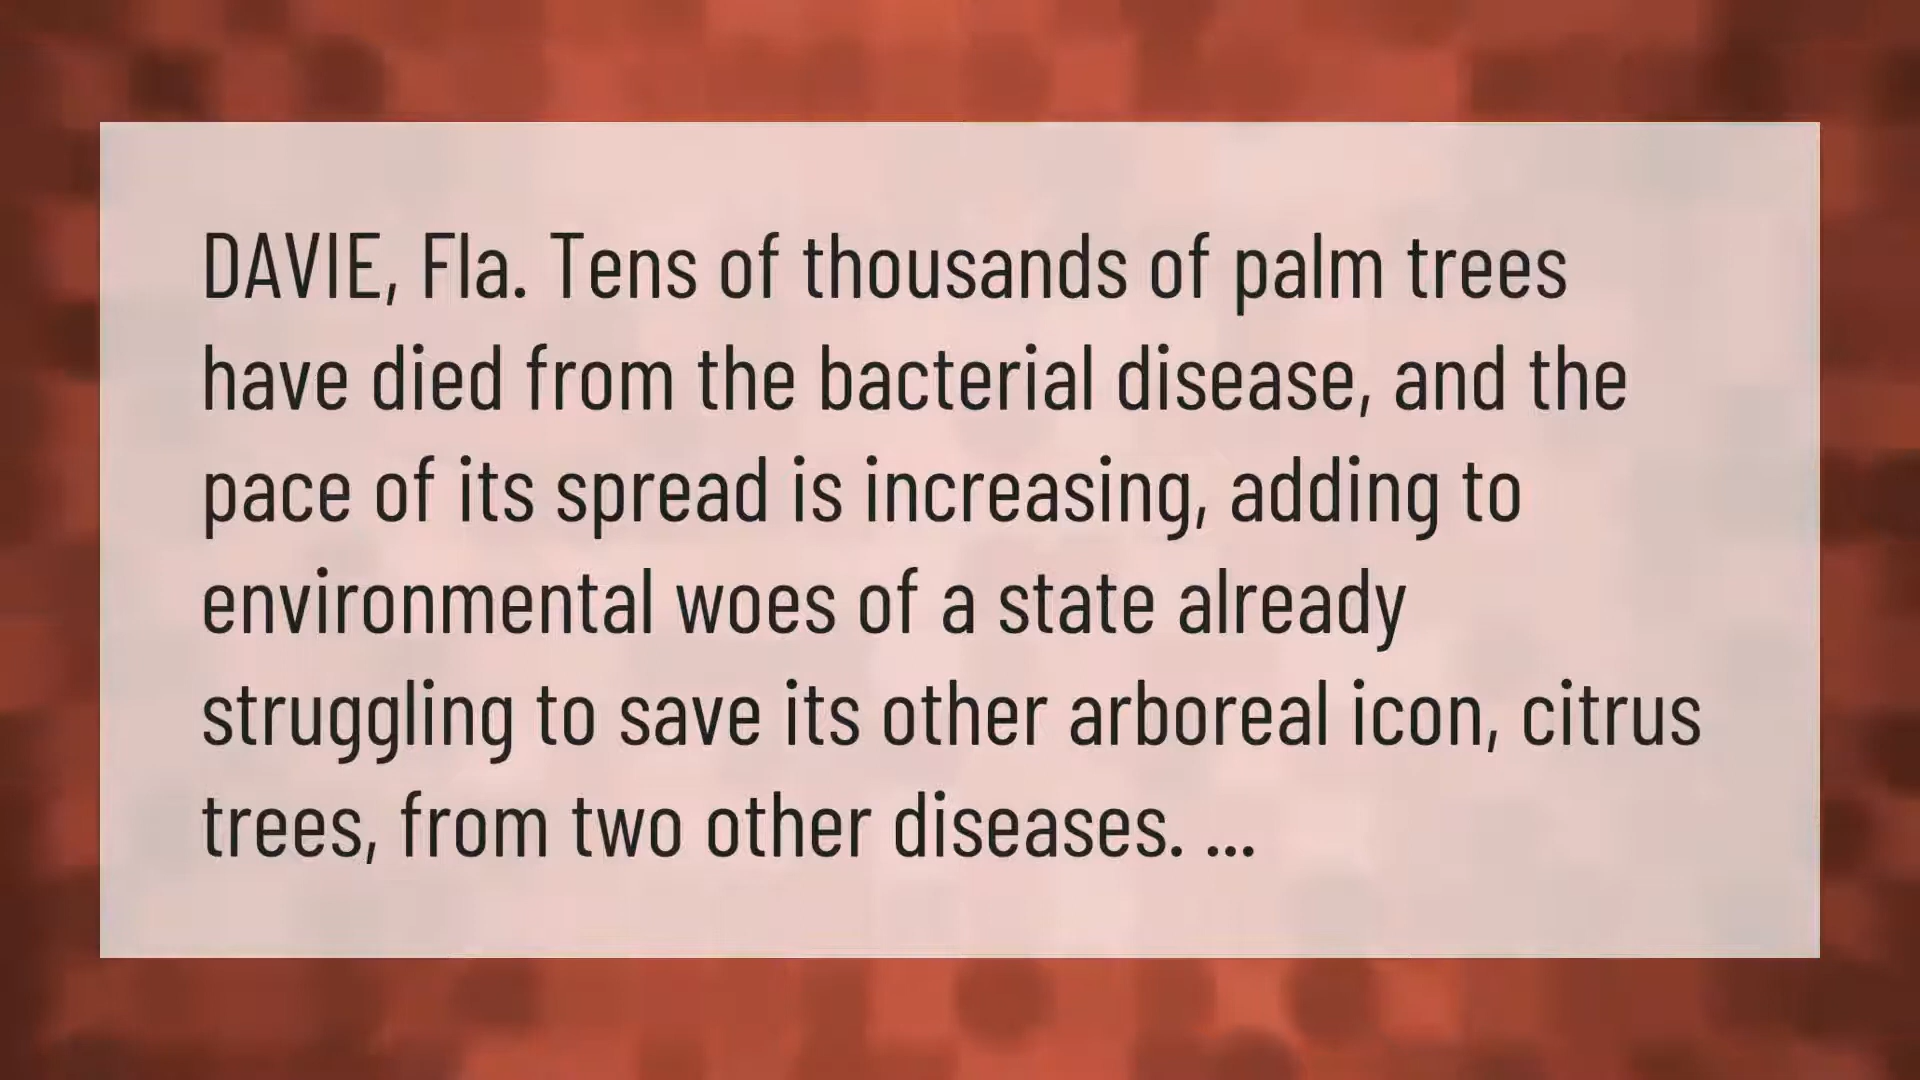 DAVIE, Fla. Tens of thousands of palm trees
have died from the bacterial disease, and the
pace of its spread is increasing, adding to
environmental woes of a state already
struggling to save its other arboreal icon, citrus
trees, from two other diseases. ...